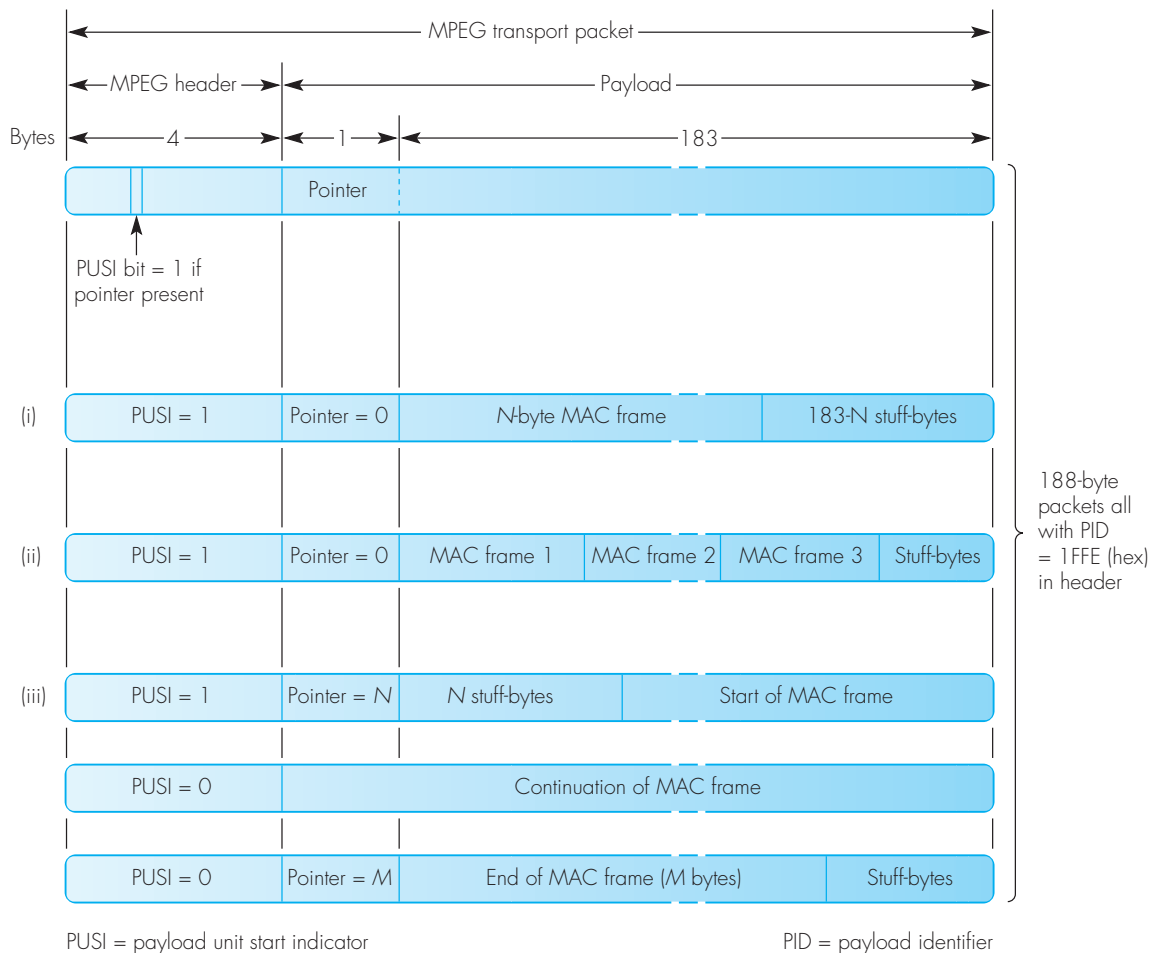 MPEG transport packet
MPEG header
Payload
Bytes
4
1
183
Pointer
PUSI bit = 1 if
pointer present
(i)
PUSI = 1
Pointer = 0
N-byte MAC frame
183-N stuff-bytes
(ii)
PUSI = 1
Pointer = 0
MAC frame 1
MAC frame 2
MAC frame 3
Stuff-bytes
188-byte
packets all
with PID
= 1FFE (hex)
in header
(iii)
PUSI = 1
Pointer = N
N stuff-bytes
Start of MAC frame
PUSI = 0
Continuation of MAC frame
PUSI = 0
Pointer = M
End of MAC frame (M bytes)
Stuff-bytes
PUSI = payload unit start indicator
PID = payload identifier